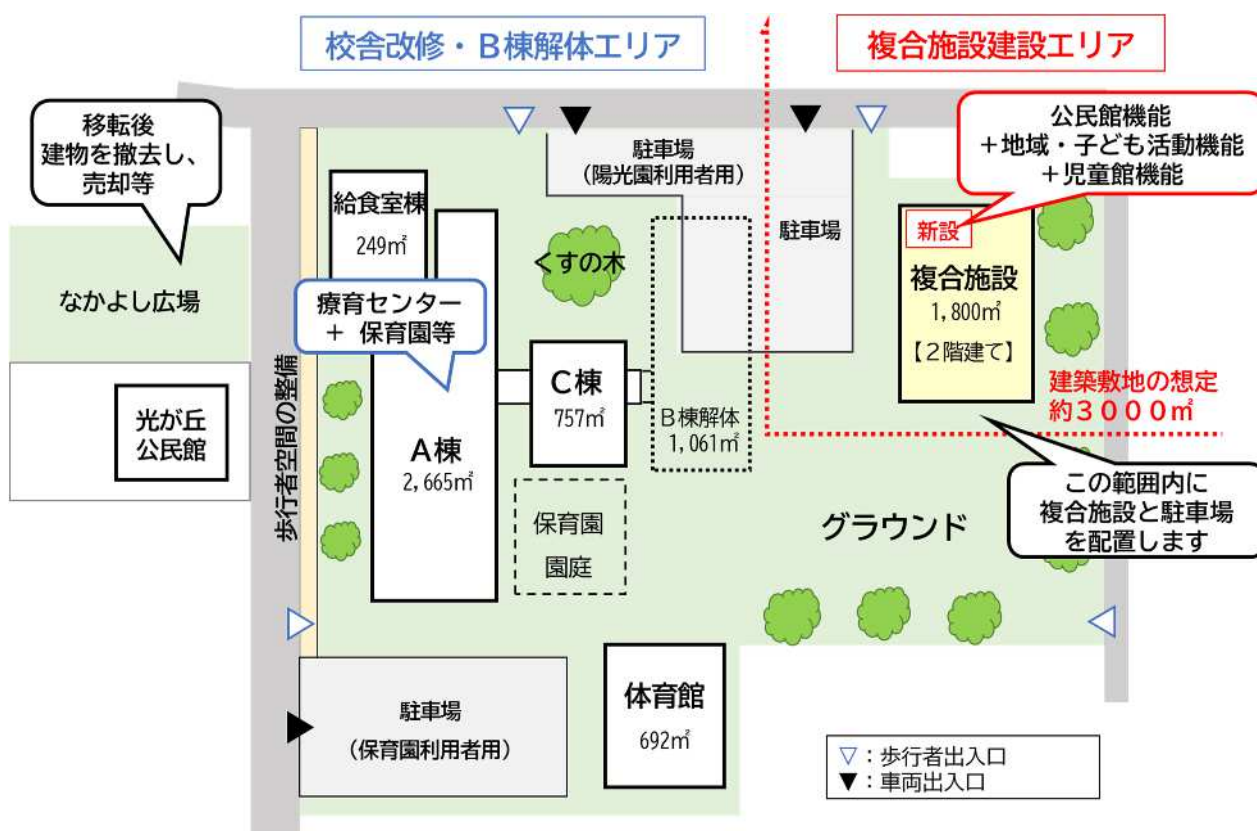 校舎改修・B棟解体エリア
複合施設建設エリア
移転後
建物を撤去し、
売却等
公民館機能
＋地域・子ども活動機能
＋児童館機能
駐車場
（陽光園利用者用）
給食室棟
249㎡
駐車場
新設
複合施設
1,800㎡
【２階建て】
くすの木
なかよし広場
療育センター
＋ 保育園等
歩行者空間の整備
C棟
757㎡
B棟解体
1,061㎡
建築敷地の想定
約３０００㎡
光が丘
公民館
A棟
2,665㎡
この範囲内に
複合施設と駐車場
を配置します
保育園
園庭
グラウンド
体育館
692㎡
駐車場
（保育園利用者用）
▽：歩行者出入口
▼：車両出入口